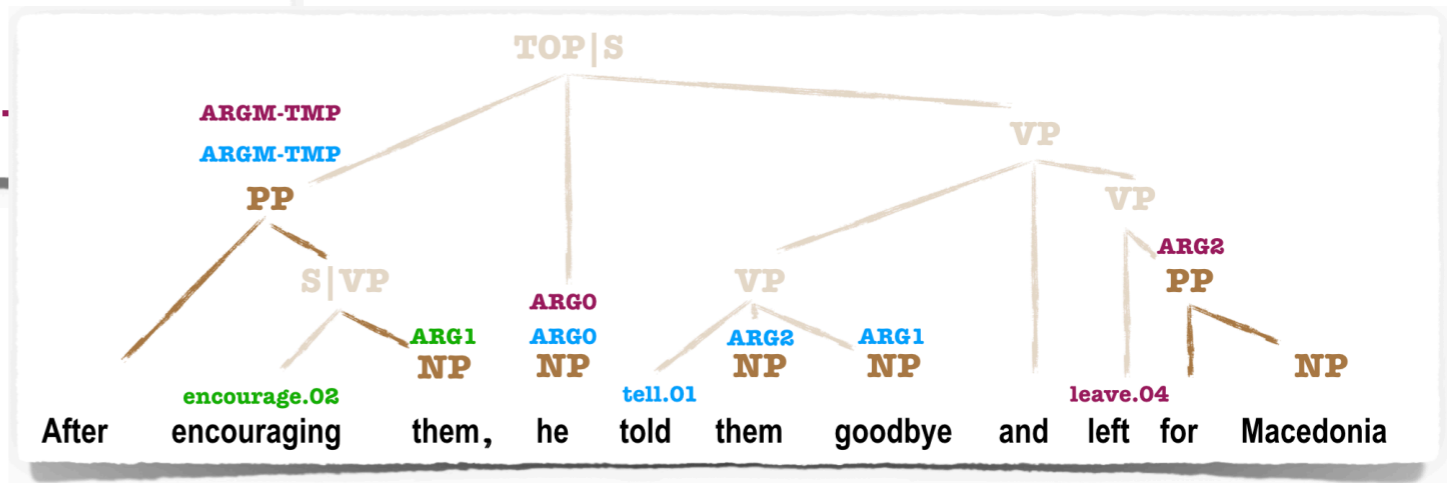 TOP|S
ARGM-TMP
VP
ARGM-TMP
PP
VP
ARG2
S|VP
VP
PP
ARG0
ARG1
ARG0
ARG2
ARG1
NP
NP
NP
NP
NP
encourage.02
tell.01
leave.04
After encouraging them, he told them goodbye and left for Macedonia